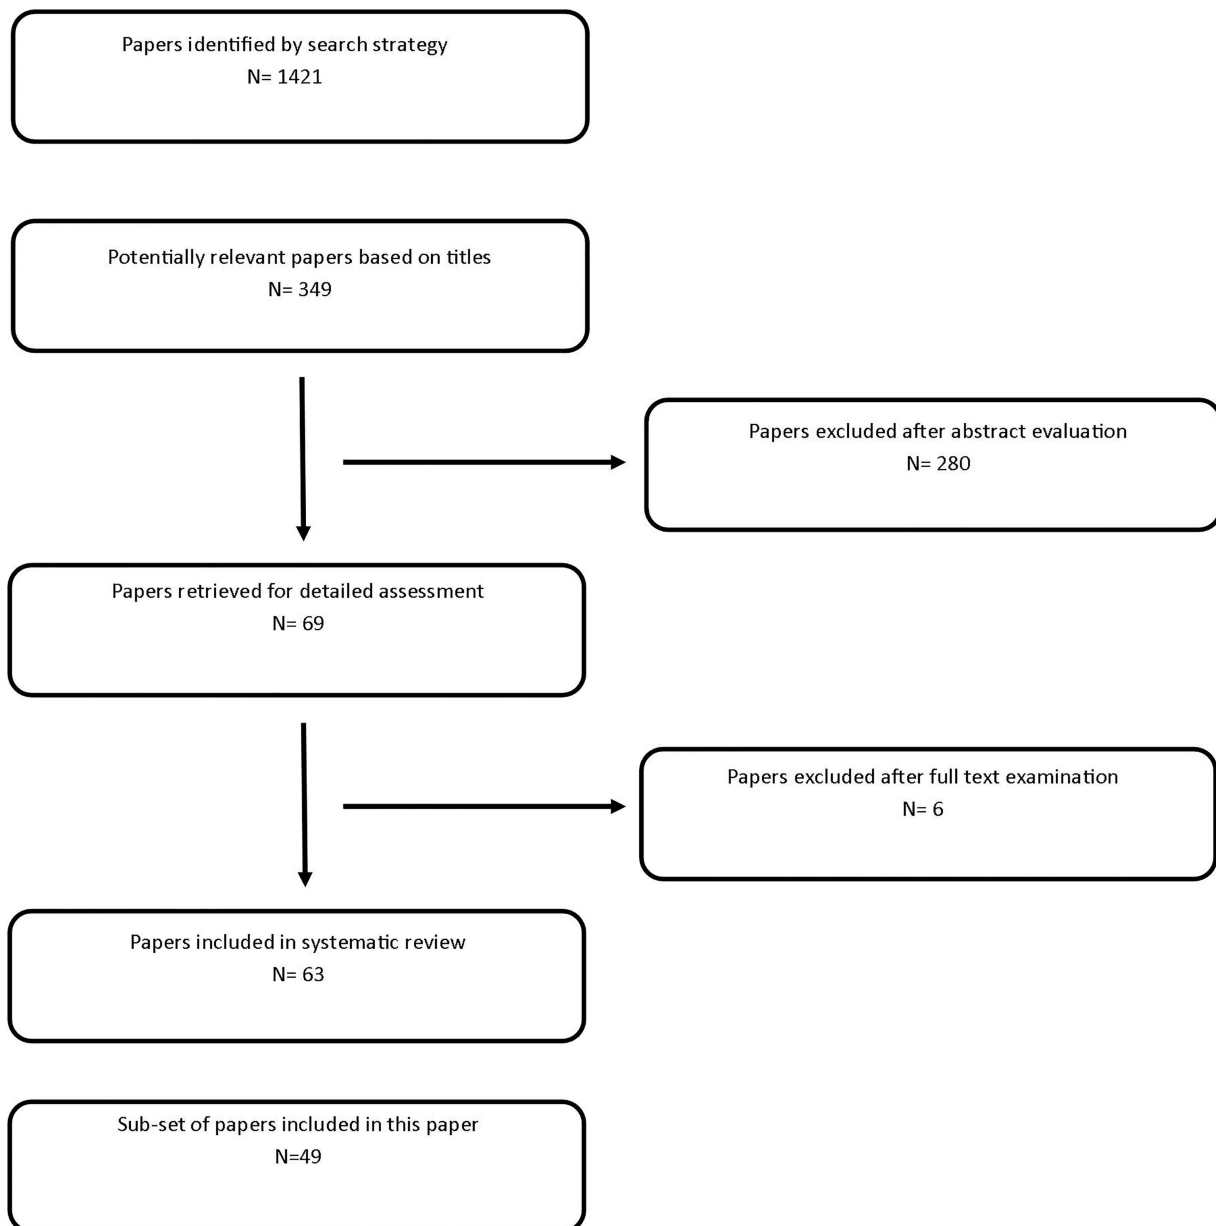 Papers identified by search strategy
N= 1421
Potentially relevant papers based on titles
N= 349
Papers excluded after abstract evaluation
N= 280
Papers retrieved for detailed assessment
N= 69
Papers excluded after full text examination
N= 6
Papers included in systematic review
N= 63
Sub-set of papers included in this paper
N=49